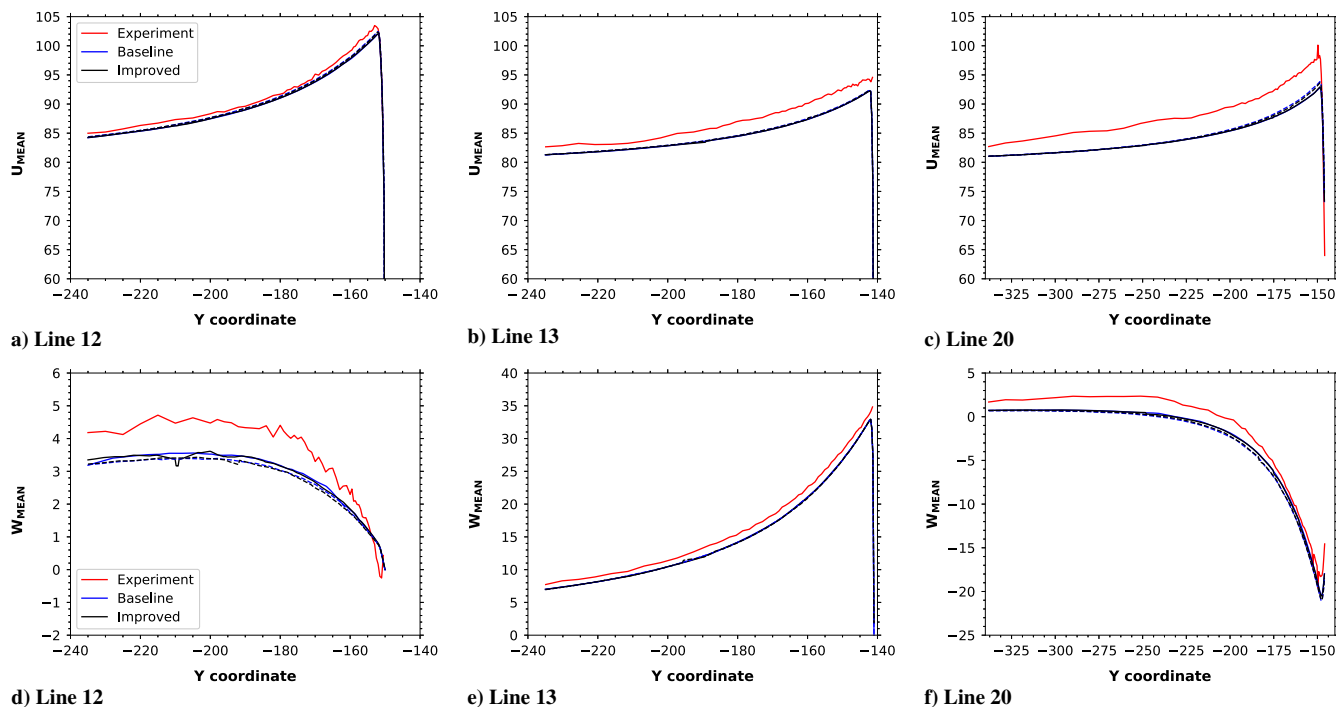 105
100
95
90
85
80
75
70
65
60
U_MEAN
Experiment
Baseline
Improved
−240 −220 −200 −180 −160 −140
Y coordinate
a) Line 12
105
100
95
90
85
80
75
70
65
60
U_MEAN
−240 −220 −200 −180 −160 −140
Y coordinate
b) Line 13
105
100
95
90
85
80
75
70
65
60
U_MEAN
−325 −300 −275 −250 −225 −200 −175 −150
Y coordinate
c) Line 20
6
5
4
3
2
1
0
−1
−2
W_MEAN
Experiment
Baseline
Improved
−240 −220 −200 −180 −160 −140
Y coordinate
d) Line 12
40
35
30
25
20
15
10
5
0
W_MEAN
−240 −220 −200 −180 −160 −140
Y coordinate
e) Line 13
5
0
−5
−10
−15
−20
−25
W_MEAN
−325 −300 −275 −250 −225 −200 −175 −150
Y coordinate
f) Line 20